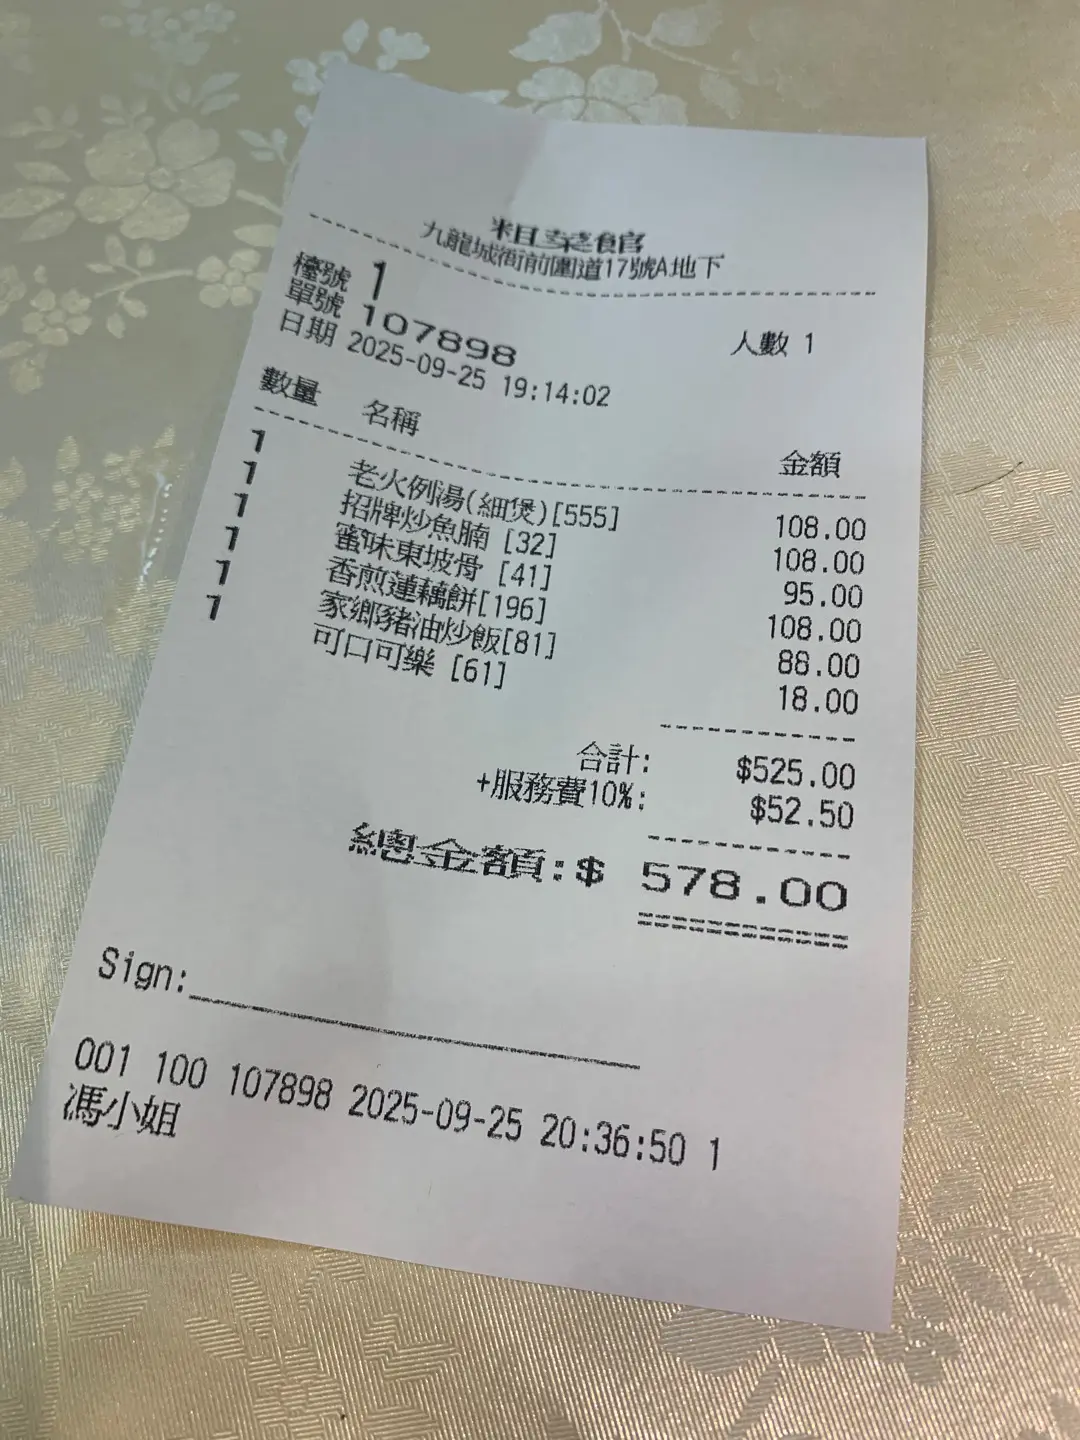 粗菜館
九龍城衙前圍道17號A地下
檯號 1 人數 1
單號 107898
日期 2025-09-25 19:14:02
數量 名稱 金額
1 老火例湯(細煲)[555] 108.00
1 招牌炒魚腩 [32] 108.00
1 蜜味東坡骨 [41] 95.00
1 香煎蓮藕餅[196] 108.00
1 家鄉豬油炒飯[81] 88.00
1 可口可樂 [61] 18.00
合計: $525.00
+服務費10%: $52.50
總金額:$ 578.00
Sign:
001 100 107898 2025-09-25 20:36:50 1
馮小姐